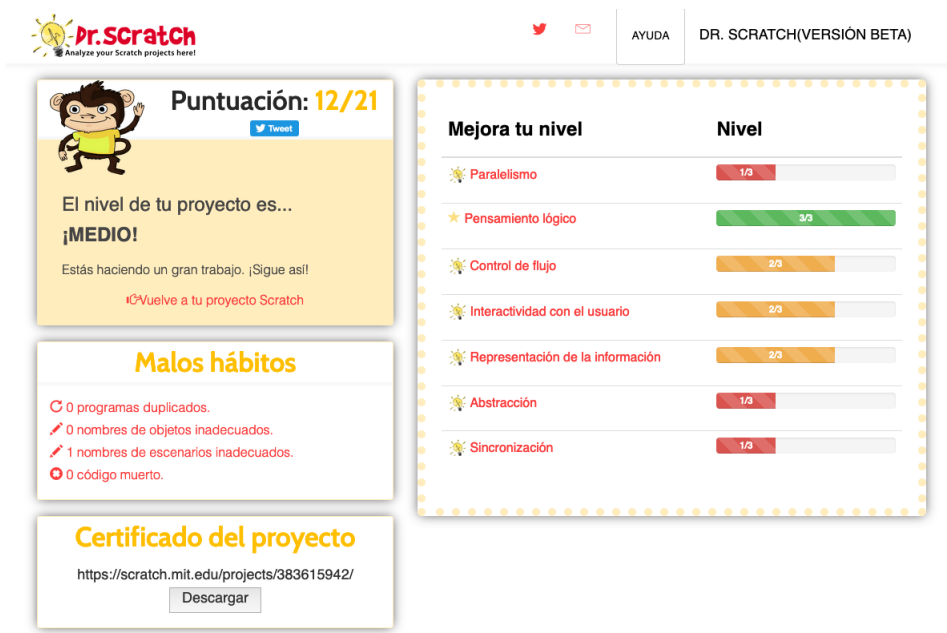 Dr. Scratch
Analyze your Scratch projects here!
AYUDA
DR. SCRATCH(VERSIÓN BETA)
Puntuación: 12/21
Tweet
El nivel de tu proyecto es...
¡MEDIO!
Estás haciendo un gran trabajo. ¡Sigue así!
Vuelve a tu proyecto Scratch
Malos hábitos
0 programas duplicados.
0 nombres de objetos inadecuados.
1 nombres de escenarios inadecuados.
0 código muerto.
Certificado del proyecto
https://scratch.mit.edu/projects/383615942/
Descargar
Mejora tu nivel Nivel
Paralelismo 1/3
Pensamiento lógico 3/3
Control de flujo 2/3
Interactividad con el usuario 2/3
Representación de la información 2/3
Abstracción 1/3
Sincronización 1/3